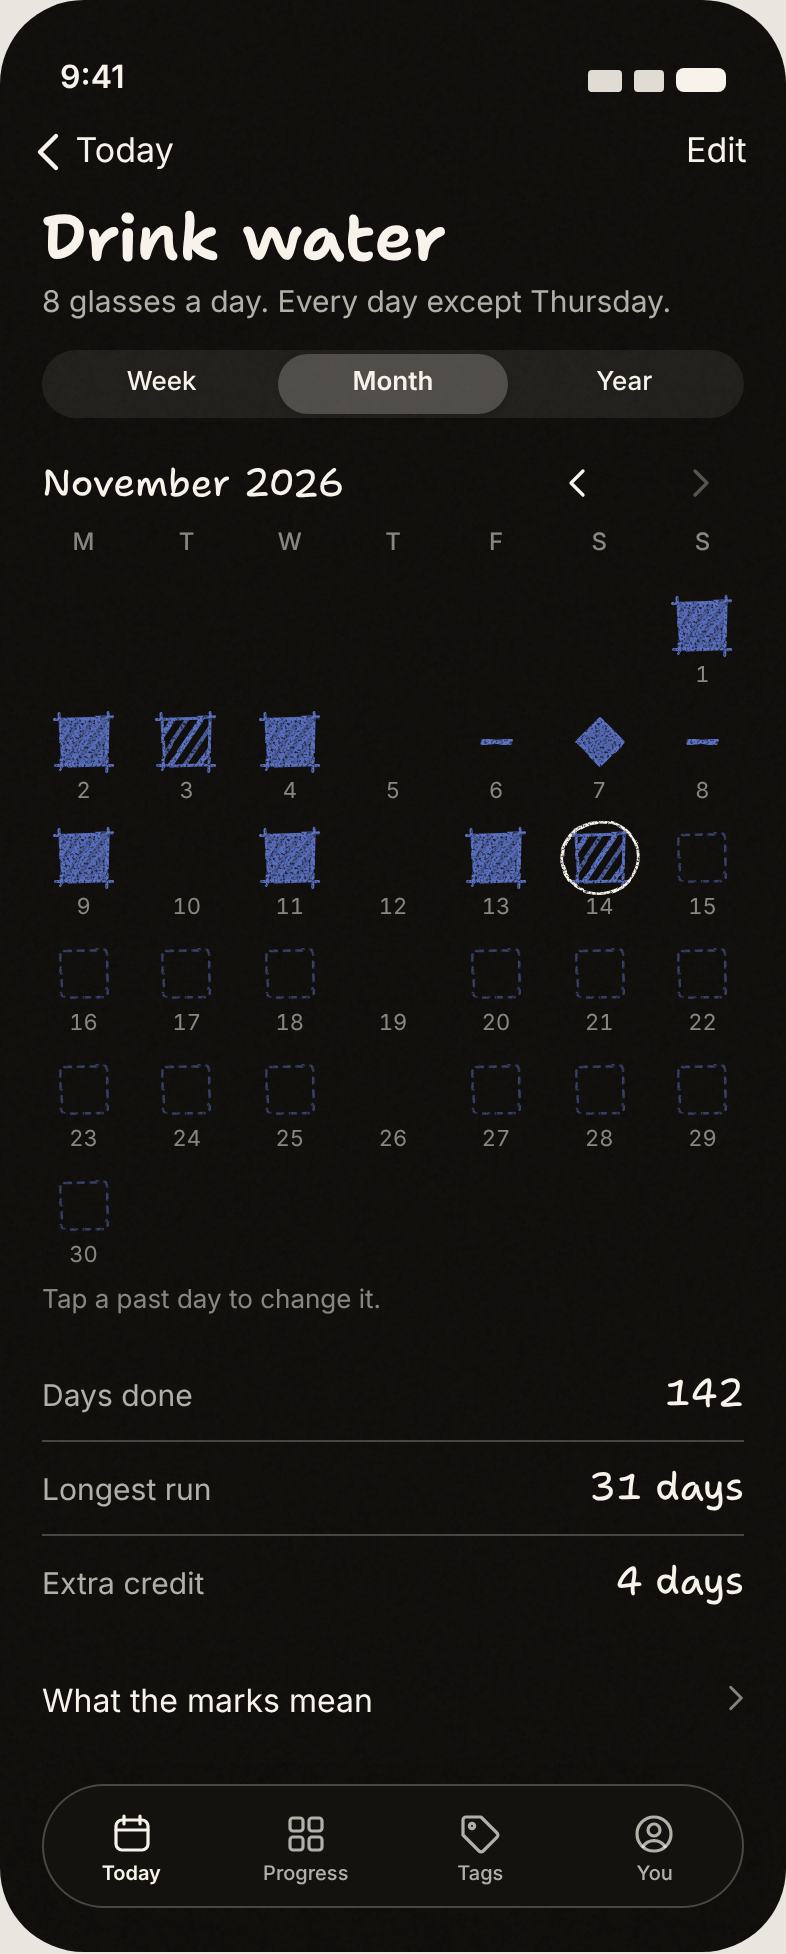 9:41
Today Edit
Drink water
8 glasses a day. Every day except Thursday.
Week Month Year
November 2026
M T W T F S S
1
2 3 4 5 6 7 8
9 10 11 12 13 14 15
16 17 18 19 20 21 22
23 24 25 26 27 28 29
30
Tap a past day to change it.
Days done 142
Longest run 31 days
Extra credit 4 days
What the marks mean
Today Progress Tags You